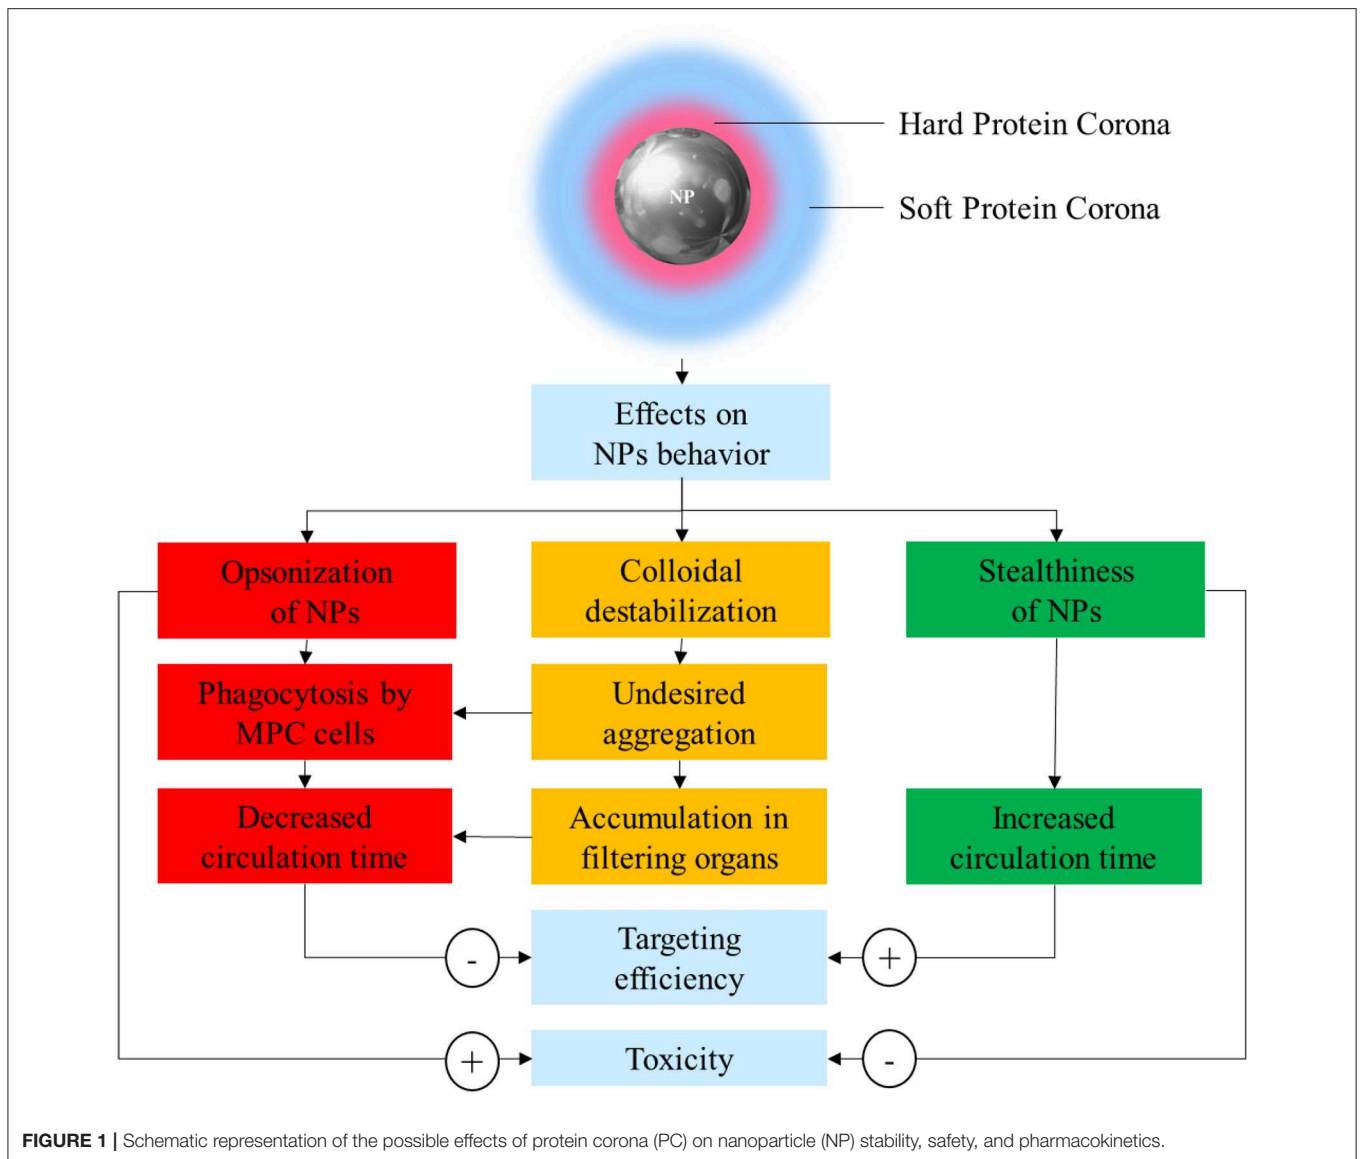 Hard Protein Corona
NP
Soft Protein Corona
Effects on
NPs behavior
Opsonization
of NPs
Colloidal
destabilization
Stealthiness
of NPs
Phagocytosis by
MPC cells
Undesired
aggregation
Decreased
circulation time
Accumulation in
filtering organs
Increased
circulation time
-
Targeting
efficiency
+
+
Toxicity
-
FIGURE 1 | Schematic representation of the possible effects of protein corona (PC) on nanoparticle (NP) stability, safety, and pharmacokinetics.